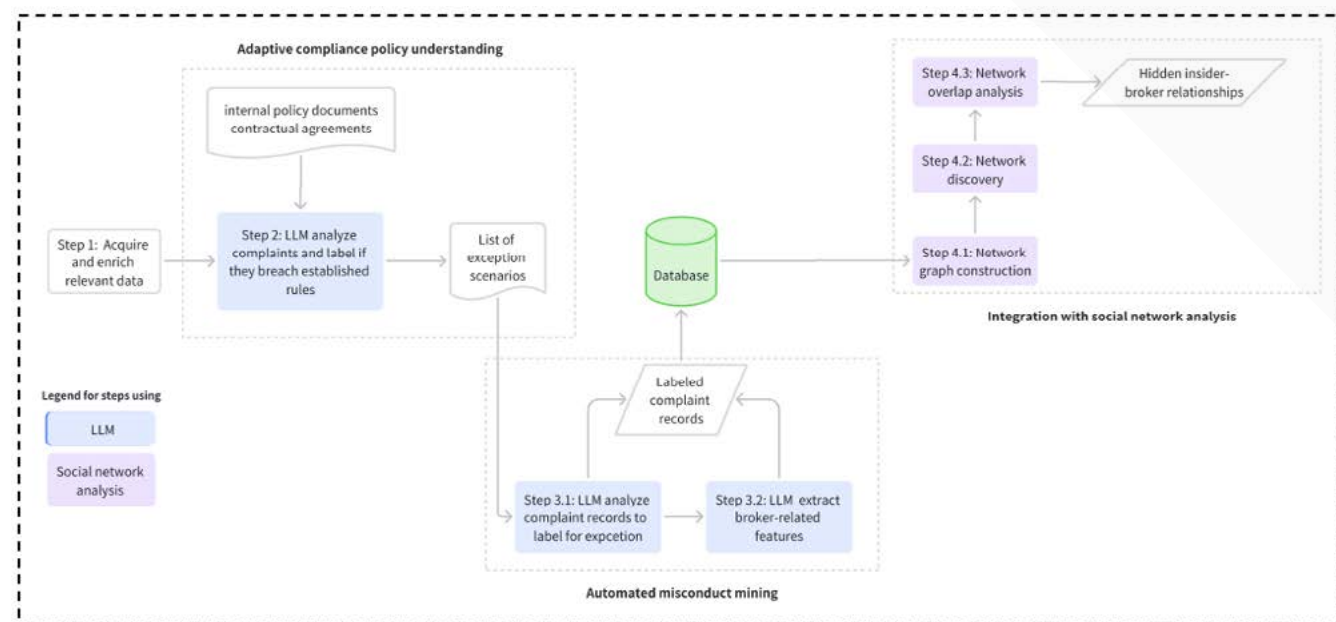 Adaptive compliance policy understanding
internal policy documents
contractual agreements
Step 1: Acquire
and enrich
relevant data
Step 2: LLM analyze
complaints and label if
they breach established
rules
List of
exception
scenarios
Database
Step 4.3: Network
overlap analysis
Hidden insider-
broker relationships
Step 4.2: Network
discovery
Step 4.1: Network
graph construction
Integration with social network analysis
Labeled
complaint
records
Step 3.1: LLM analyze
complaint records to
label for expcetion
Step 3.2: LLM extract
broker-related
features
Automated misconduct mining
Legend for steps using
LLM
Social network
analysis